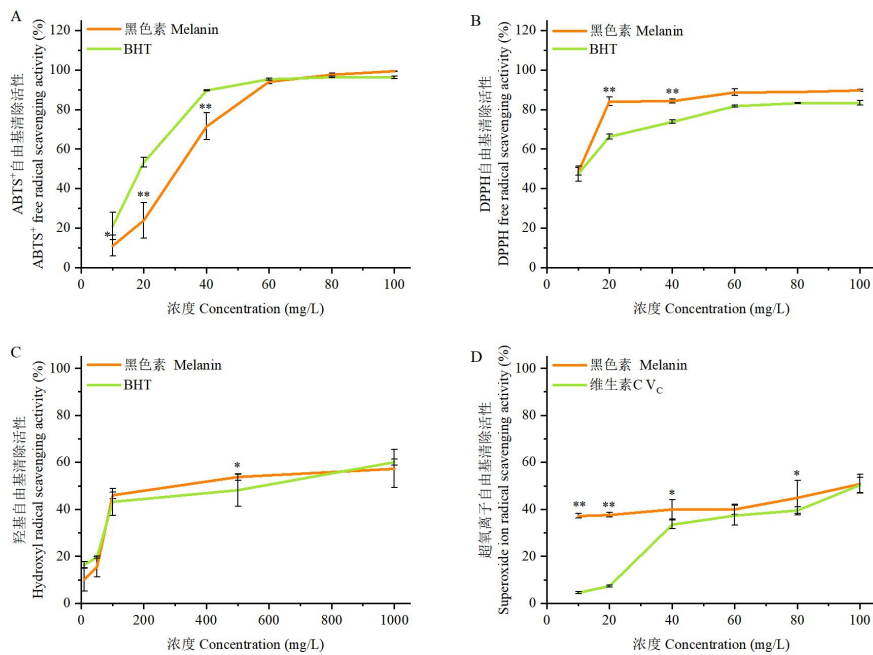 A
ABTS⁺自由基清除活性
ABTS⁺ free radical scavenging activity (%)
120
100
80
60
40
20
0
黑色素 Melanin
BHT
*
**
**
0 20 40 60 80 100
浓度 Concentration (mg/L)
B
DPPH自由基清除活性
DPPH free radical scavenging activity (%)
120
100
80
60
40
20
0
黑色素 Melanin
BHT
**
**
0 20 40 60 80 100
浓度 Concentration (mg/L)
C
羟基自由基清除活性
Hydroxyl radical scavenging activity (%)
100
80
60
40
20
0
黑色素 Melanin
BHT
*
0 200 400 600 800 1000
浓度 Concentration (mg/L)
D
超氧离子自由基清除活性
Superoxide ion radical scavenging activity (%)
100
80
60
40
20
0
黑色素 Melanin
维生素C V_C
**
**
*
*
0 20 40 60 80 100
浓度 Concentration (mg/L)